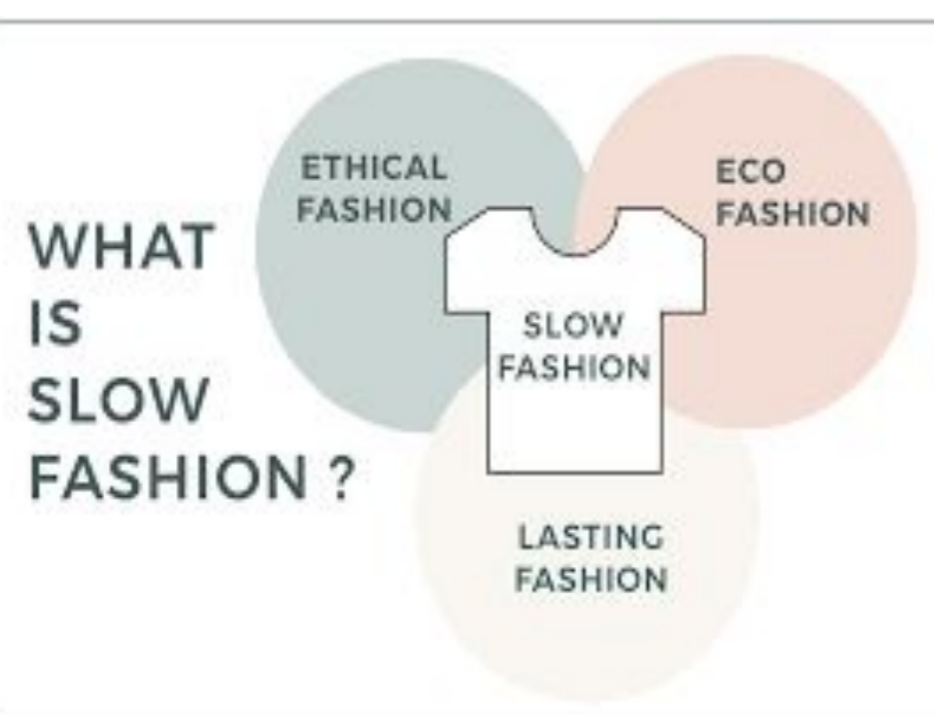 WHAT
IS
SLOW
FASHION ?
ETHICAL
FASHION
ECO
FASHION
SLOW
FASHION
LASTING
FASHION